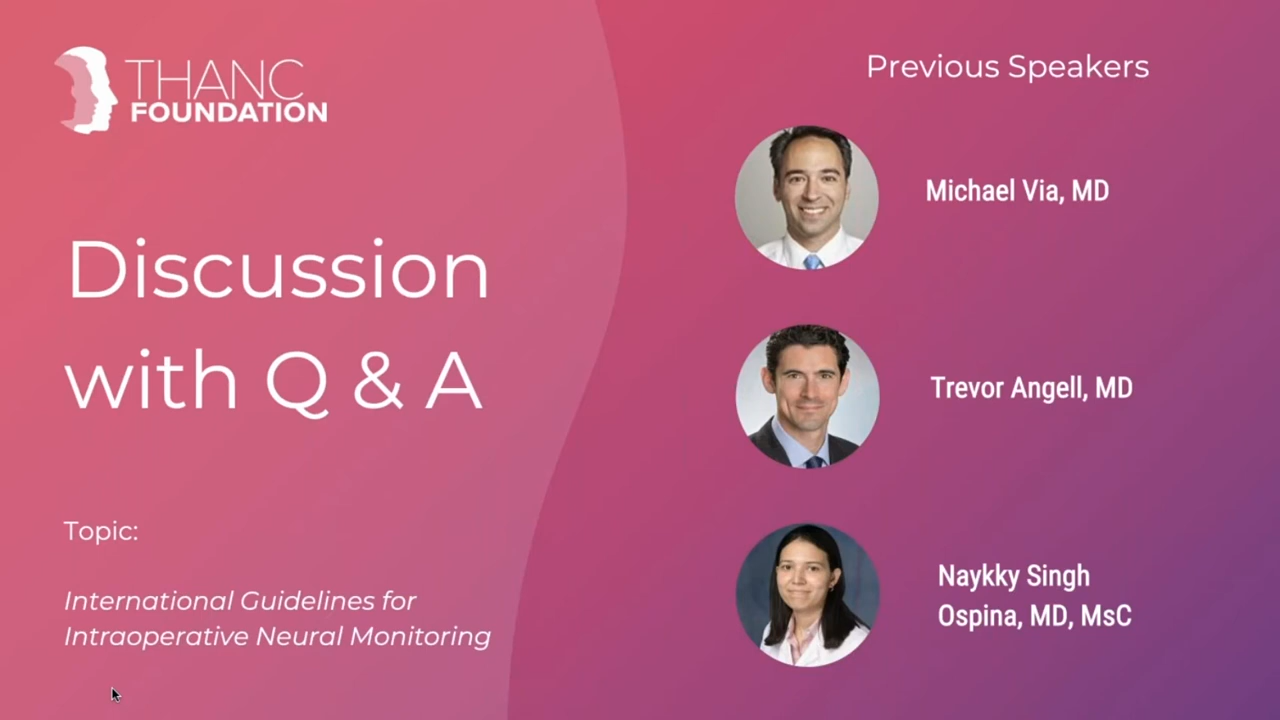 THANC
FOUNDATION
Discussion
with Q & A
Topic:
International Guidelines for
Intraoperative Neural Monitoring
Previous Speakers
Michael Via, MD
Trevor Angell, MD
Naykky Singh
Ospina, MD, MsC